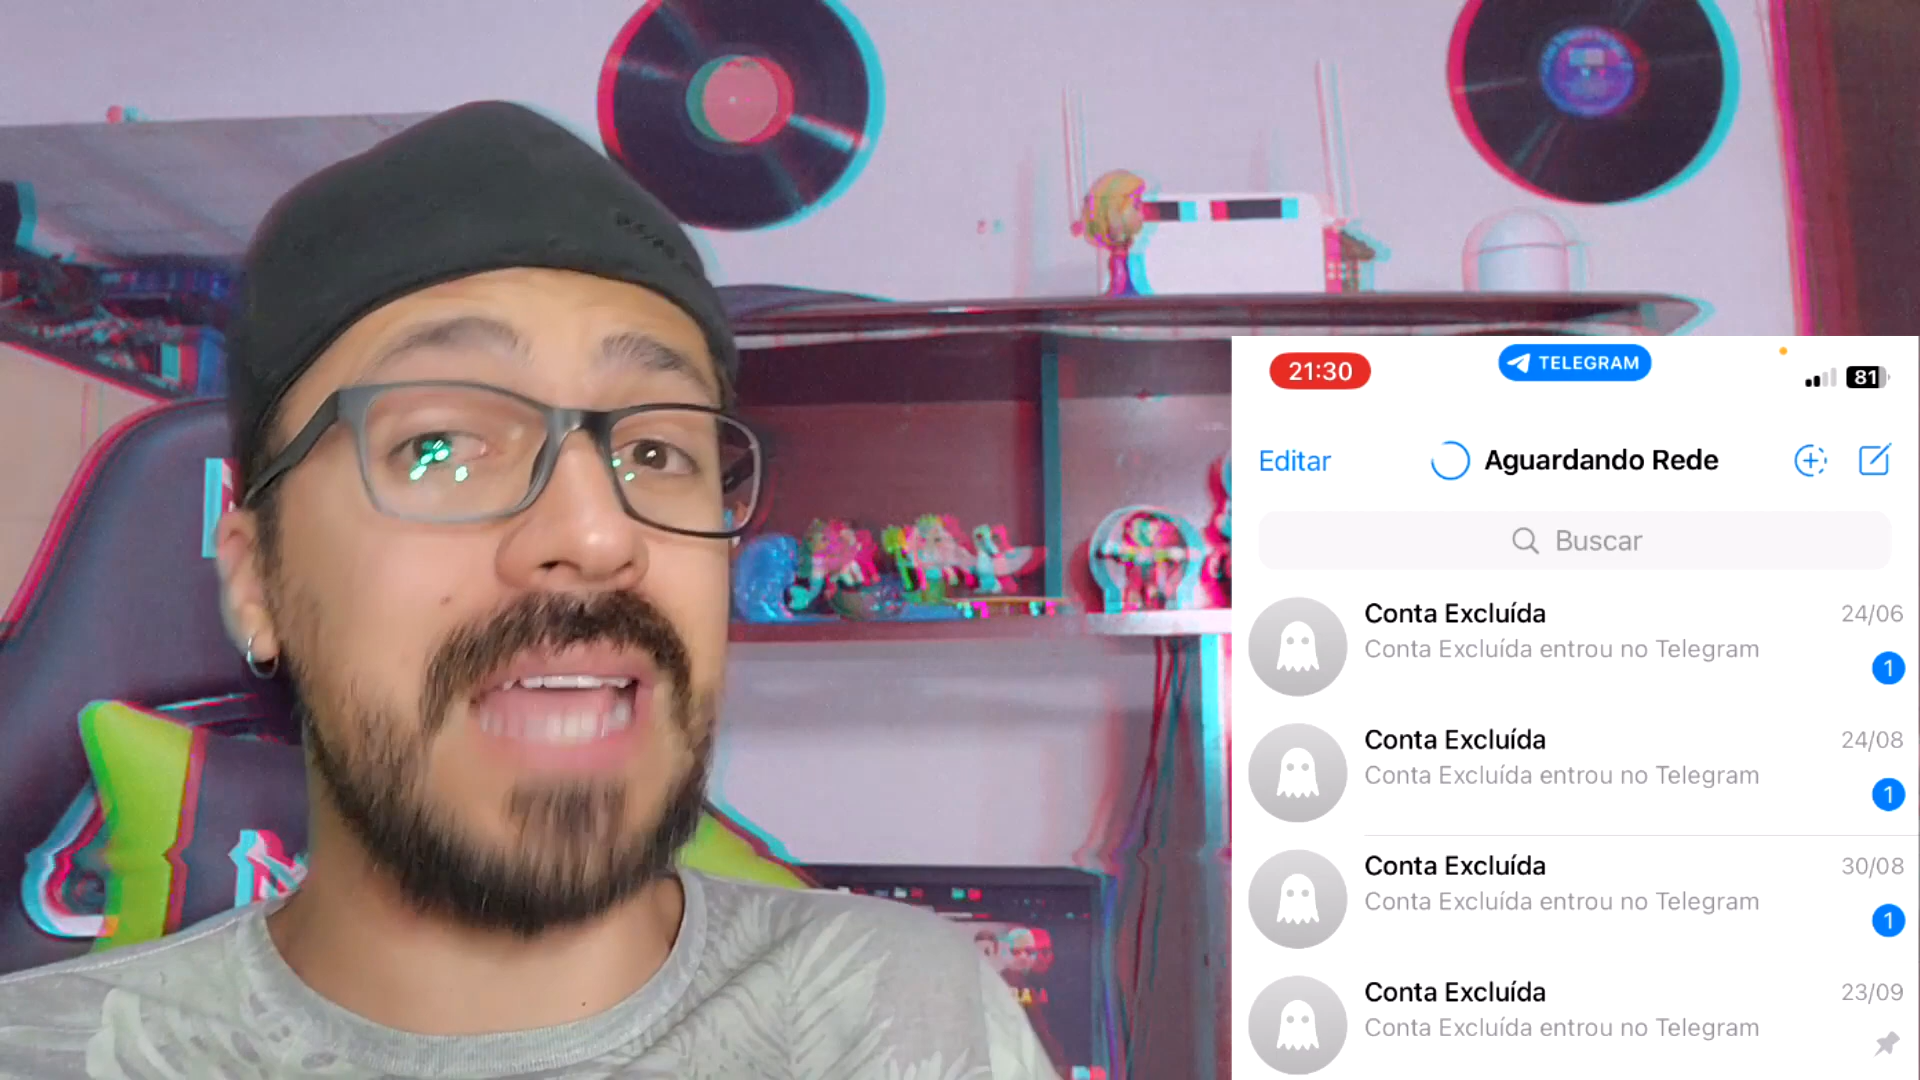 21:30
TELEGRAM
81
Editar
Aguardando Rede
Buscar
Conta Excluída
24/06
Conta Excluída entrou no Telegram
1
Conta Excluída
24/08
Conta Excluída entrou no Telegram
1
Conta Excluída
30/08
Conta Excluída entrou no Telegram
1
Conta Excluída
23/09
Conta Excluída entrou no Telegram